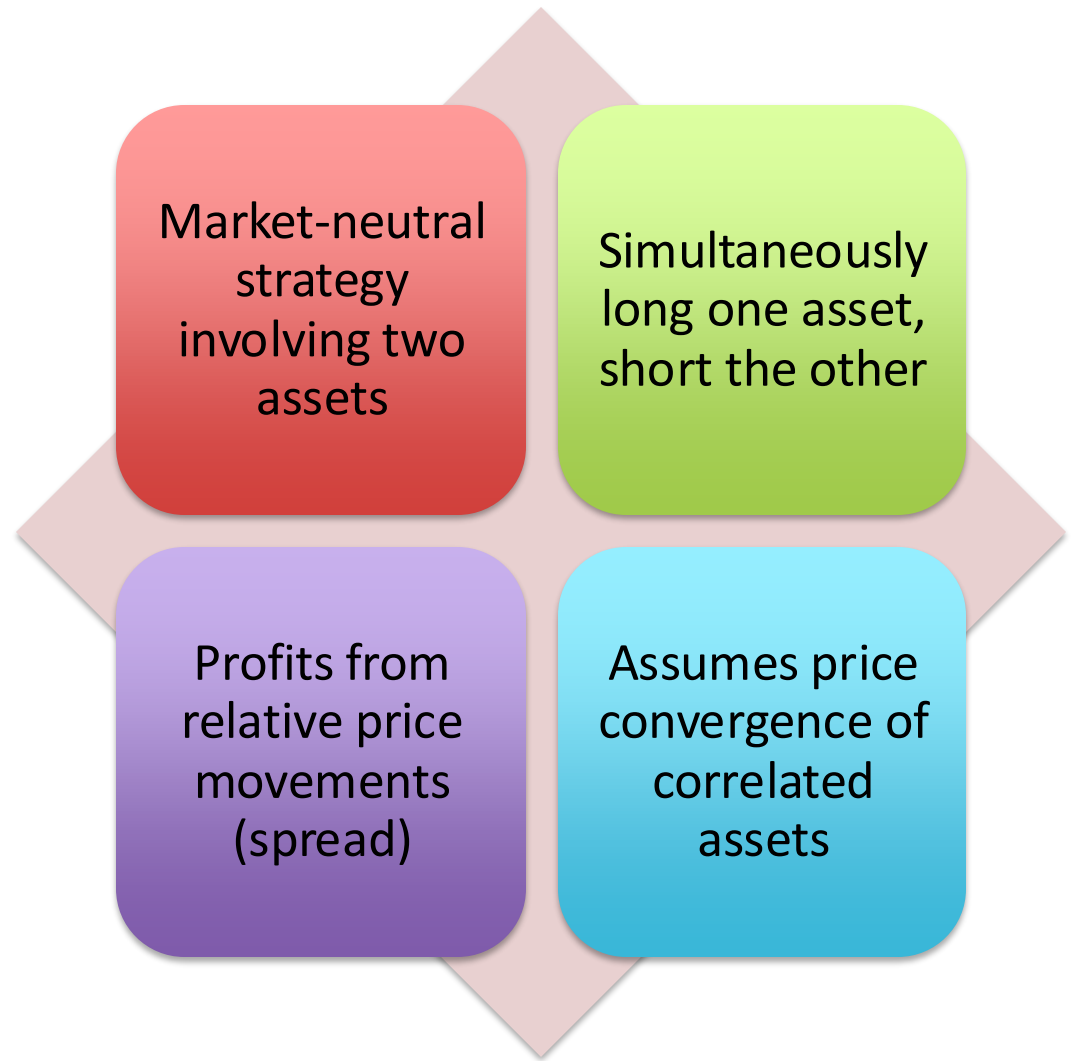 Market-neutral
strategy
involving two
assets
Simultaneously
long one asset,
short the other
Profits from
relative price
movements
(spread)
Assumes price
convergence of
correlated
assets